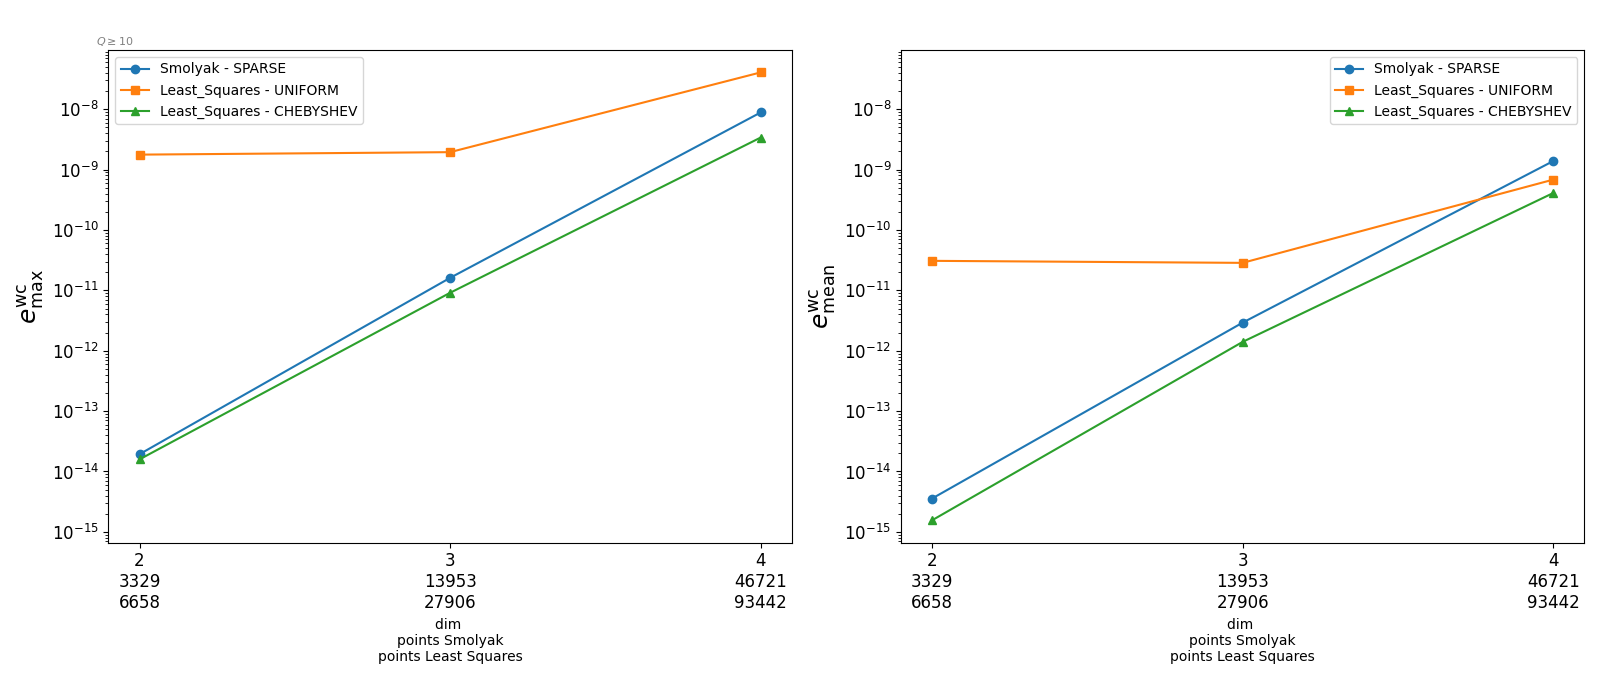 Q ≥ 10
Smolyak - SPARSE
Least_Squares - UNIFORM
Least_Squares - CHEBYSHEV
10⁻⁸
10⁻⁹
10⁻¹⁰
10⁻¹¹
10⁻¹²
10⁻¹³
10⁻¹⁴
10⁻¹⁵
e^wc_max
2 3 4
3329 13953 46721
6658 27906 93442
dim
points Smolyak
points Least Squares
Smolyak - SPARSE
Least_Squares - UNIFORM
Least_Squares - CHEBYSHEV
10⁻⁸
10⁻⁹
10⁻¹⁰
10⁻¹¹
10⁻¹²
10⁻¹³
10⁻¹⁴
10⁻¹⁵
e^wc_mean
2 3 4
3329 13953 46721
6658 27906 93442
dim
points Smolyak
points Least Squares